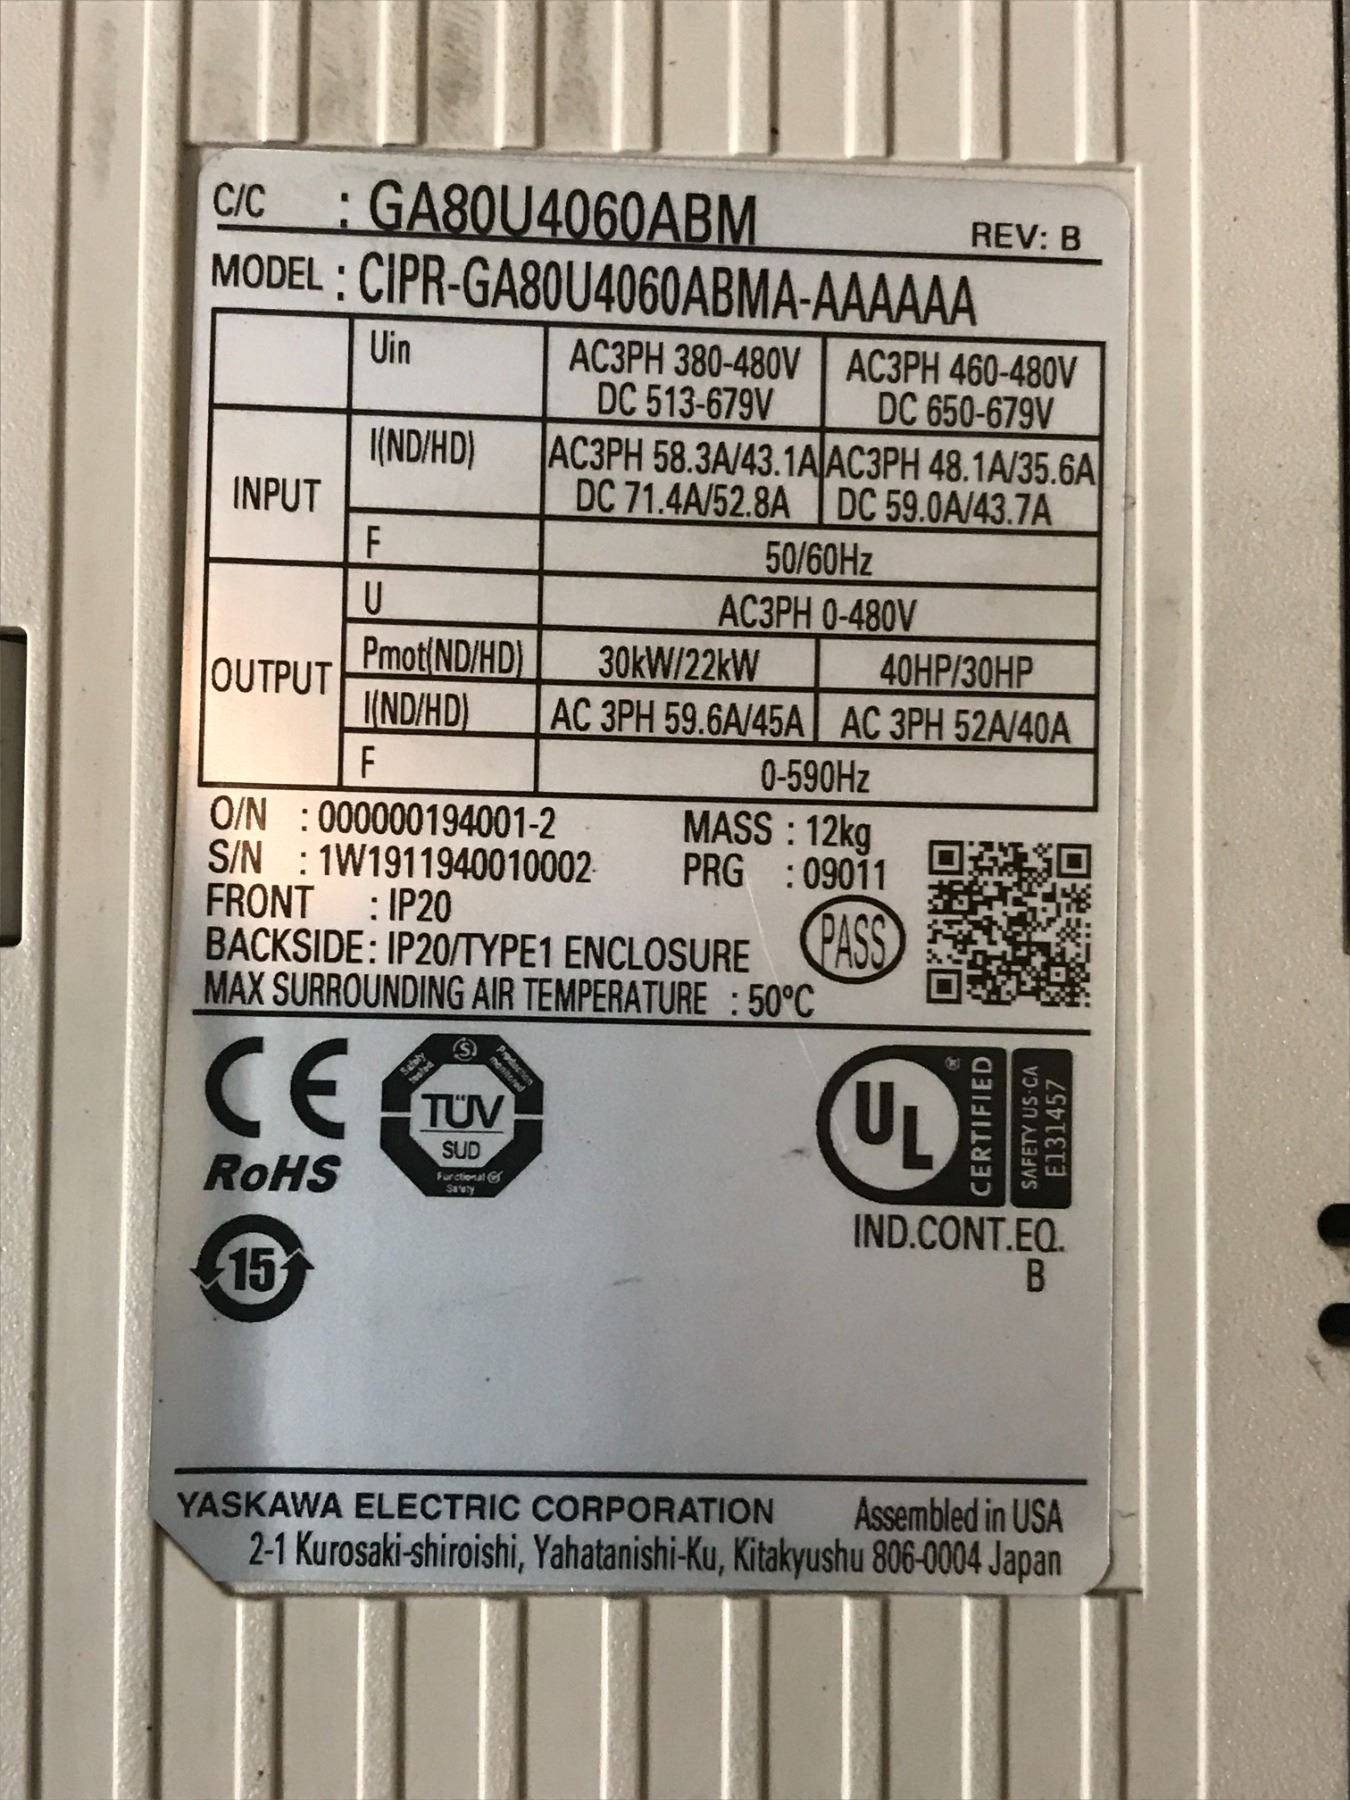 C/C : GA80U4060ABM REV: B
MODEL : CIPR-GA80U4060ABMA-AAAAAA
Uin AC3PH 380-480V AC3PH 460-480V
DC 513-679V DC 650-679V
INPUT I(ND/HD) AC3PH 58.3A/43.1A AC3PH 48.1A/35.6A
DC 71.4A/52.8A DC 59.0A/43.7A
F 50/60Hz
OUTPUT U AC3PH 0-480V
Pmot(ND/HD) 30kW/22kW 40HP/30HP
I(ND/HD) AC 3PH 59.6A/45A AC 3PH 52A/40A
F 0-590Hz
O/N : 000000194001-2 MASS : 12kg
S/N : 1W1911940010002 PRG : 09011
FRONT : IP20
BACKSIDE : IP20/TYPE1 ENCLOSURE PASS
MAX SURROUNDING AIR TEMPERATURE : 50°C
CE
RoHS
Safety tested S Production monitored
TÜV
SUD
Functional Safety
UL ® CERTIFIED
SAFETY US·CA
E131457
IND.CONT.EQ.
B
15
YASKAWA ELECTRIC CORPORATION Assembled in USA
2-1 Kurosaki-shiroishi, Yahatanishi-Ku, Kitakyushu 806-0004 Japan